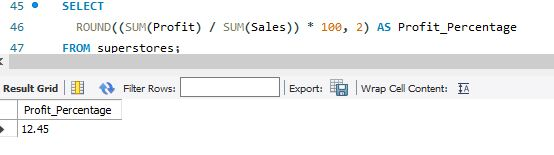 45 SELECT
46 ROUND((SUM(Profit) / SUM(Sales)) * 100, 2) AS Profit_Percentage
47 FROM superstores;
Result Grid Filter Rows: Export: Wrap Cell Content: IA
Profit_Percentage
12.45